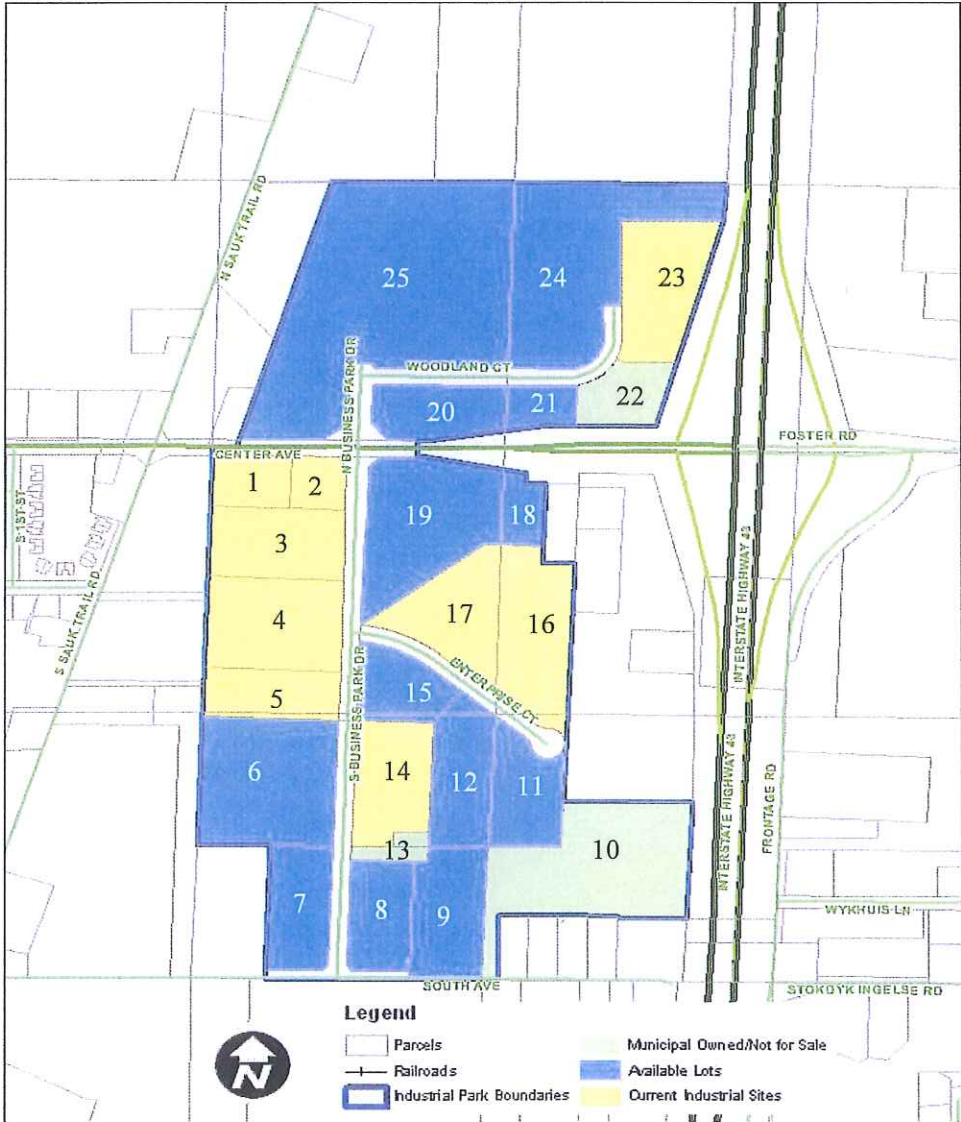 N SAUK TRAIL RD
25
24
23
N BUSINESS PARK DR
WOODLAND CT
20
21
22
FOSTER RD
CENTER AVE
1
2
S 1ST ST
19
18
3
INTERSTATE HIGHWAY 43
S SAUK TRAIL RD
4
17
16
5
S BUSINESS PARK DR
15
ENTERPRISE CT
6
14
12
11
INTERSTATE HIGHWAY 43
FRONTAGE RD
13
10
7
8
9
WYKHUIS LN
SOUTH AVE
STOKDYK INGELSE RD
Legend
N
Parcels
Railroads
Industrial Park Boundaries
Municipal Owned/Not for Sale
Available Lots
Current Industrial Sites